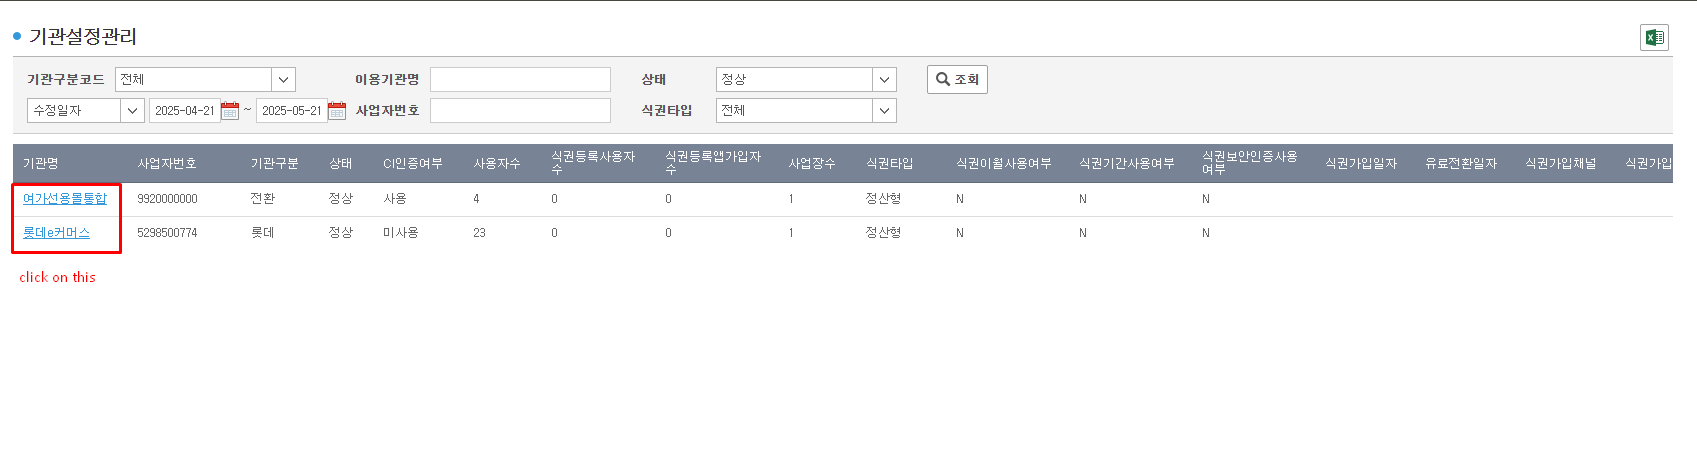 기관설정관리
기관구분코드 전체 이용기관명 상태 정상 조회
수정일자 2025-04-21 ~ 2025-05-21 사업자번호 식권타입 전체
기관명 사업자번호 기관구분 상태 CI인증여부 사용자수 식권등록사용자수 식권등록앱가입자수 사업장수 식권타입 식권이월사용여부 식권기간사용여부 식권보안인증사용여부 식권가입일자 유료전환일자 식권가입채널 식권가입
여가선용몰통합 9920000000 전환 정상 사용 4 0 0 1 정산형 N N N
롯데e커머스 5298500774 롯데 정상 미사용 23 0 0 1 정산형 N N N
click on this